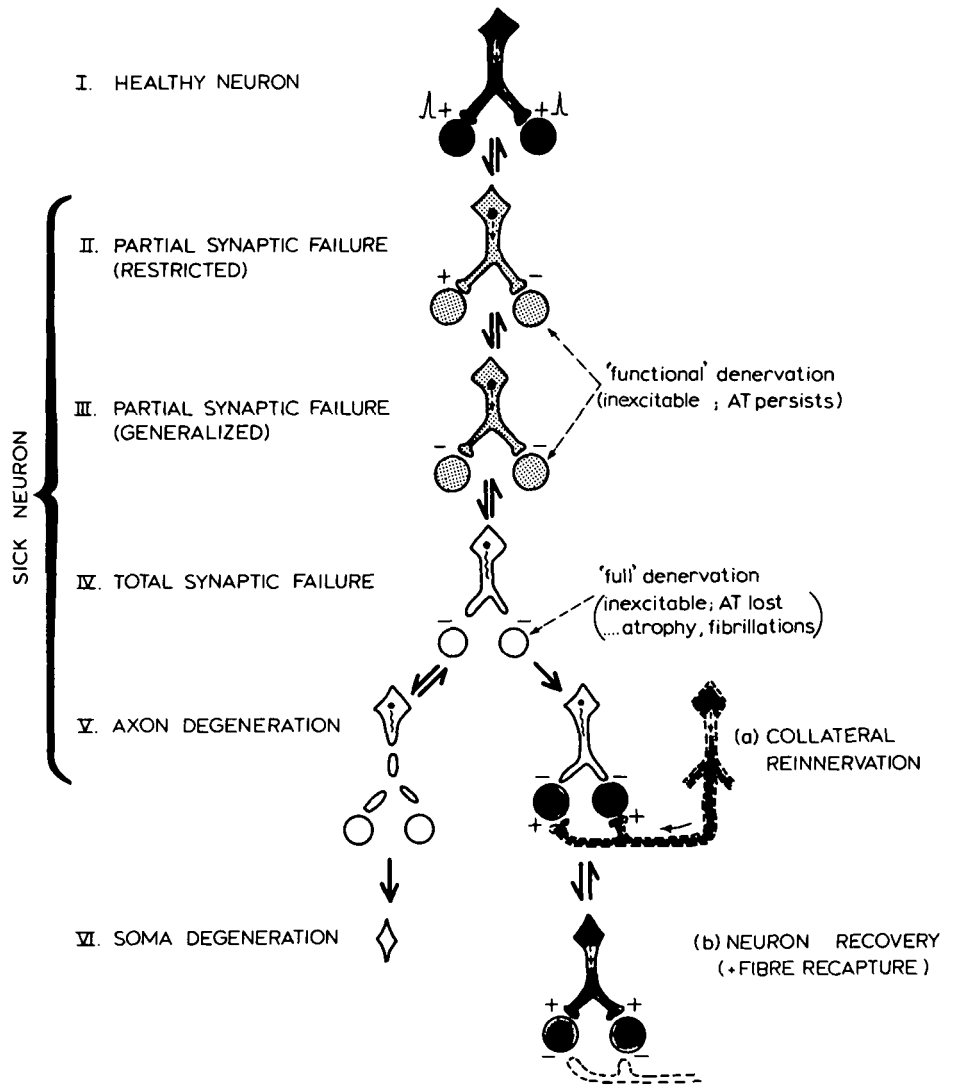 I. HEALTHY NEURON
+ +
II. PARTIAL SYNAPTIC FAILURE
(RESTRICTED)
+ −
'functional' denervation
(inexcitable ; AT persists)
III. PARTIAL SYNAPTIC FAILURE
(GENERALIZED)
− −
SICK NEURON
IV. TOTAL SYNAPTIC FAILURE
'full' denervation
(inexcitable; AT lost
....atrophy, fibrillations)
− −
V. AXON DEGENERATION
(a) COLLATERAL
REINNERVATION
− −
+ +
VI. SOMA DEGENERATION
(b) NEURON RECOVERY
(+FIBRE RECAPTURE)
+ +
− −